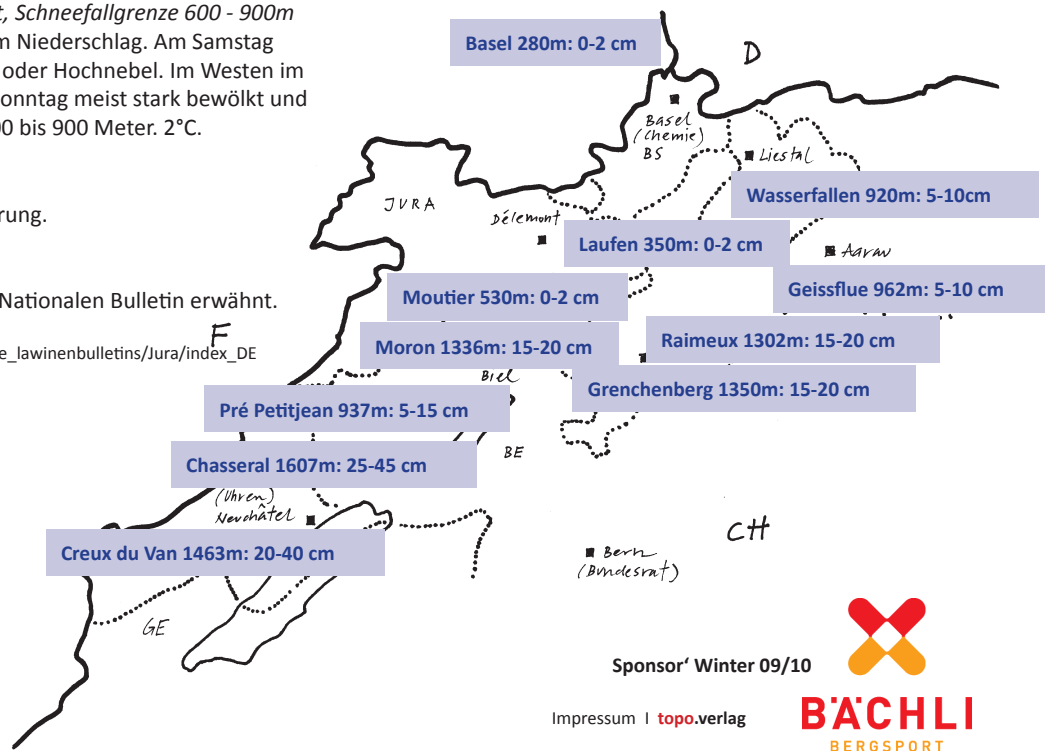 t, Schneefallgrenze 600 - 900m
m Niederschlag. Am Samstag
oder Hochnebel. Im Westen im
onntag meist stark bewölkt und
00 bis 900 Meter. 2°C.
rung.
Nationalen Bulletin erwähnt.
e_lawinenbulletins/Jura/index_DE
Basel 280m: 0-2 cm
D
Basel
(Chemie)
BS
Liestal
Wasserfallen 920m: 5-10cm
JURA
Délemont
Laufen 350m: 0-2 cm
Aarau
Moutier 530m: 0-2 cm
Geissflue 962m: 5-10 cm
F
Moron 1336m: 15-20 cm
Raimeux 1302m: 15-20 cm
Biel
Grenchenberg 1350m: 15-20 cm
Pré Petitjean 937m: 5-15 cm
BE
Chasseral 1607m: 25-45 cm
(Uhren)
Neuchâtel
CH
Creux du Van 1463m: 20-40 cm
Bern
(Bundesrat)
GE
Sponsor' Winter 09/10
Impressum I topo.verlag
BÄCHLI
BERGSPORT